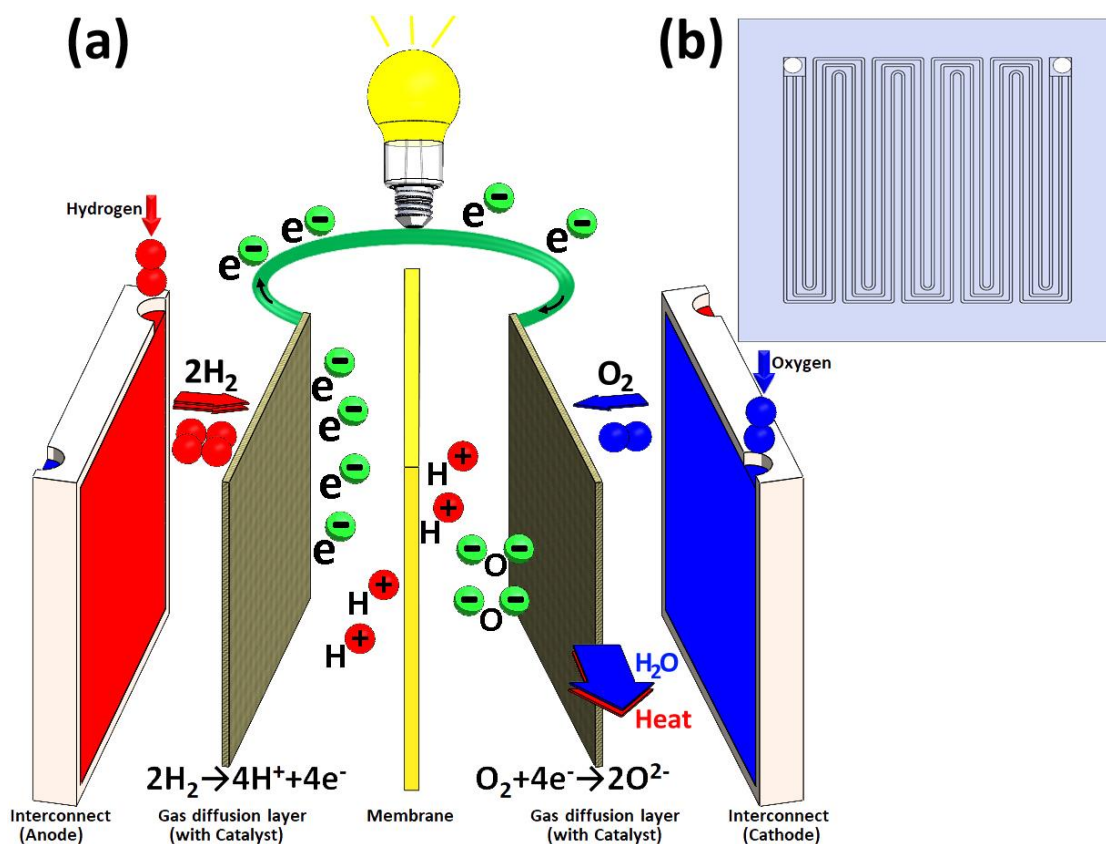 (a)
(b)
Hydrogen
e
e
e
e
Oxygen
2H₂
O₂
e
e
e
e
H
H
H
H
O
O
H₂O
Heat
2H₂→4H⁺+4e⁻
O₂+4e⁻→2O²⁻
Interconnect
(Anode)
Gas diffusion layer
(with Catalyst)
Membrane
Gas diffusion layer
(with Catalyst)
Interconnect
(Cathode)